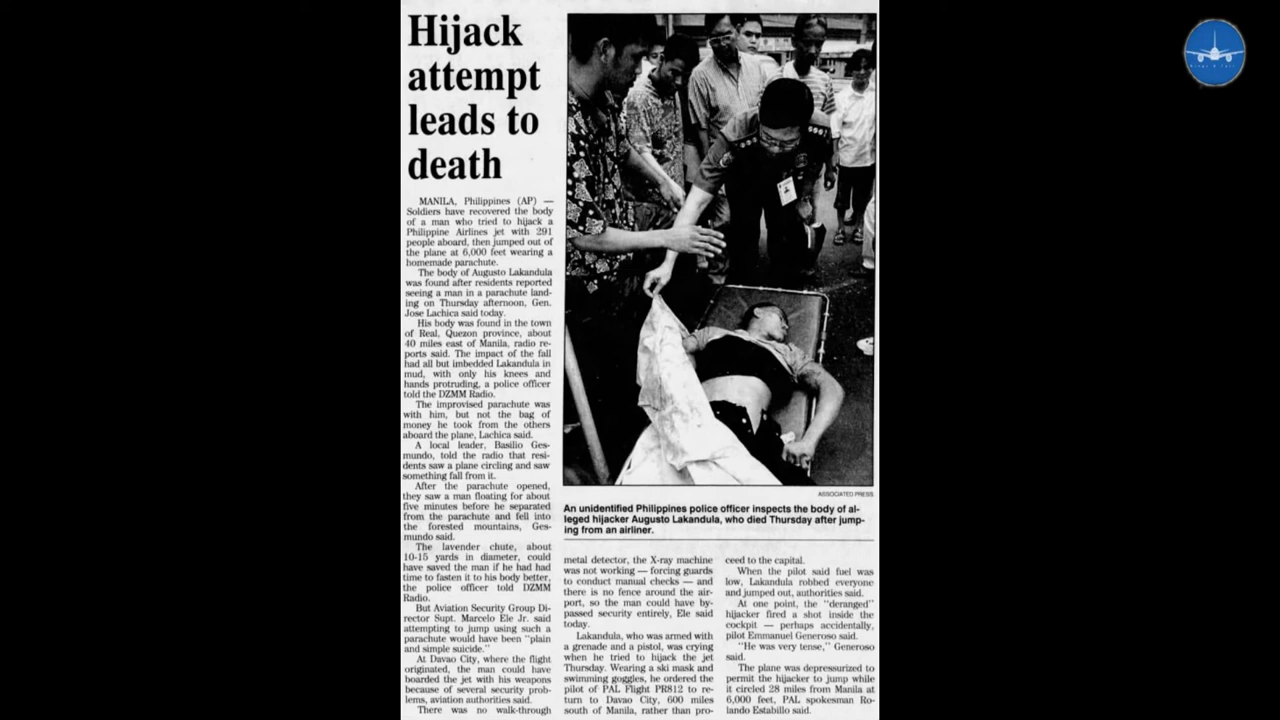 Hijack
attempt
leads to
death
MANILA, Philippines (AP) —
Soldiers have recovered the body
of a man who tried to hijack a
Philippine Airlines jet with 291
people aboard, then jumped out of
the plane at 6,000 feet wearing a
homemade parachute.
The body of Augusto Lakandula
was found after residents reported
seeing a man in a parachute land-
ing on Thursday afternoon, Gen.
Jose Lachica said today.
His body was found in the town
of Real, Quezon province, about
40 miles east of Manila, radio re-
ports said. The impact of the fall
had all but imbedded Lakandula in
mud, with only his knees and
hands protruding, a police officer
told the DZMM Radio.
The improvised parachute was
with him, but not the bag of
money he took from the others
aboard the plane, Lachica said.
A local leader, Basilio Ges-
mundo, told the radio that resi-
dents saw a plane circling and saw
something fall from it.
After the parachute opened,
they saw a man floating for about
five minutes before he separated
from the parachute and fell into
the forested mountains, Ges-
mundo said.
The lavender chute, about
10-15 yards in diameter, could
have saved the man if he had had
time to fasten it to his body better,
the police officer told DZMM
Radio.
But Aviation Security Group Di-
rector Supt. Marcelo Ele Jr. said
attempting to jump using such a
parachute would have been "plain
and simple suicide."
At Davao City, where the flight
originated, the man could have
boarded the jet with his weapons
because of several security prob-
lems, aviation authorities said.
There was no walk-through
ASSOCIATED PRESS
An unidentified Philippines police officer inspects the body of al-
leged hijacker Augusto Lakandula, who died Thursday after jump-
ing from an airliner.
metal detector, the X-ray machine
was not working — forcing guards
to conduct manual checks — and
there is no fence around the air-
port, so the man could have by-
passed security entirely, Ele said
today.
Lakandula, who was armed with
a grenade and a pistol, was crying
when he tried to hijack the jet
Thursday. Wearing a ski mask and
swimming goggles, he ordered the
pilot of PAL Flight PR812 to re-
turn to Davao City, 600 miles
south of Manila, rather than pro-
ceed to the capital.
When the pilot said fuel was
low, Lakandula robbed everyone
and jumped out, authorities said.
At one point, the "deranged"
hijacker fired a shot inside the
cockpit — perhaps accidentally,
pilot Emmanuel Generoso said.
"He was very tense," Generoso
said.
The plane was depressurized to
permit the hijacker to jump while
it circled 28 miles from Manila at
6,000 feet, PAL spokesman Ro-
lando Estabillo said.